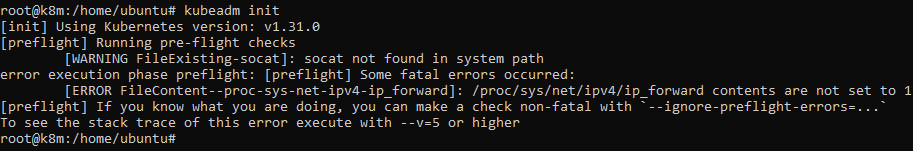 root@k8m:/home/ubuntu# kubeadm init
[init] Using Kubernetes version: v1.31.0
[preflight] Running pre-flight checks
        [WARNING FileExisting-socat]: socat not found in system path
error execution phase preflight: [preflight] Some fatal errors occurred:
        [ERROR FileContent--proc-sys-net-ipv4-ip_forward]: /proc/sys/net/ipv4/ip_forward contents are not set to 1
[preflight] If you know what you are doing, you can make a check non-fatal with `--ignore-preflight-errors=...`
To see the stack trace of this error execute with --v=5 or higher
root@k8m:/home/ubuntu#